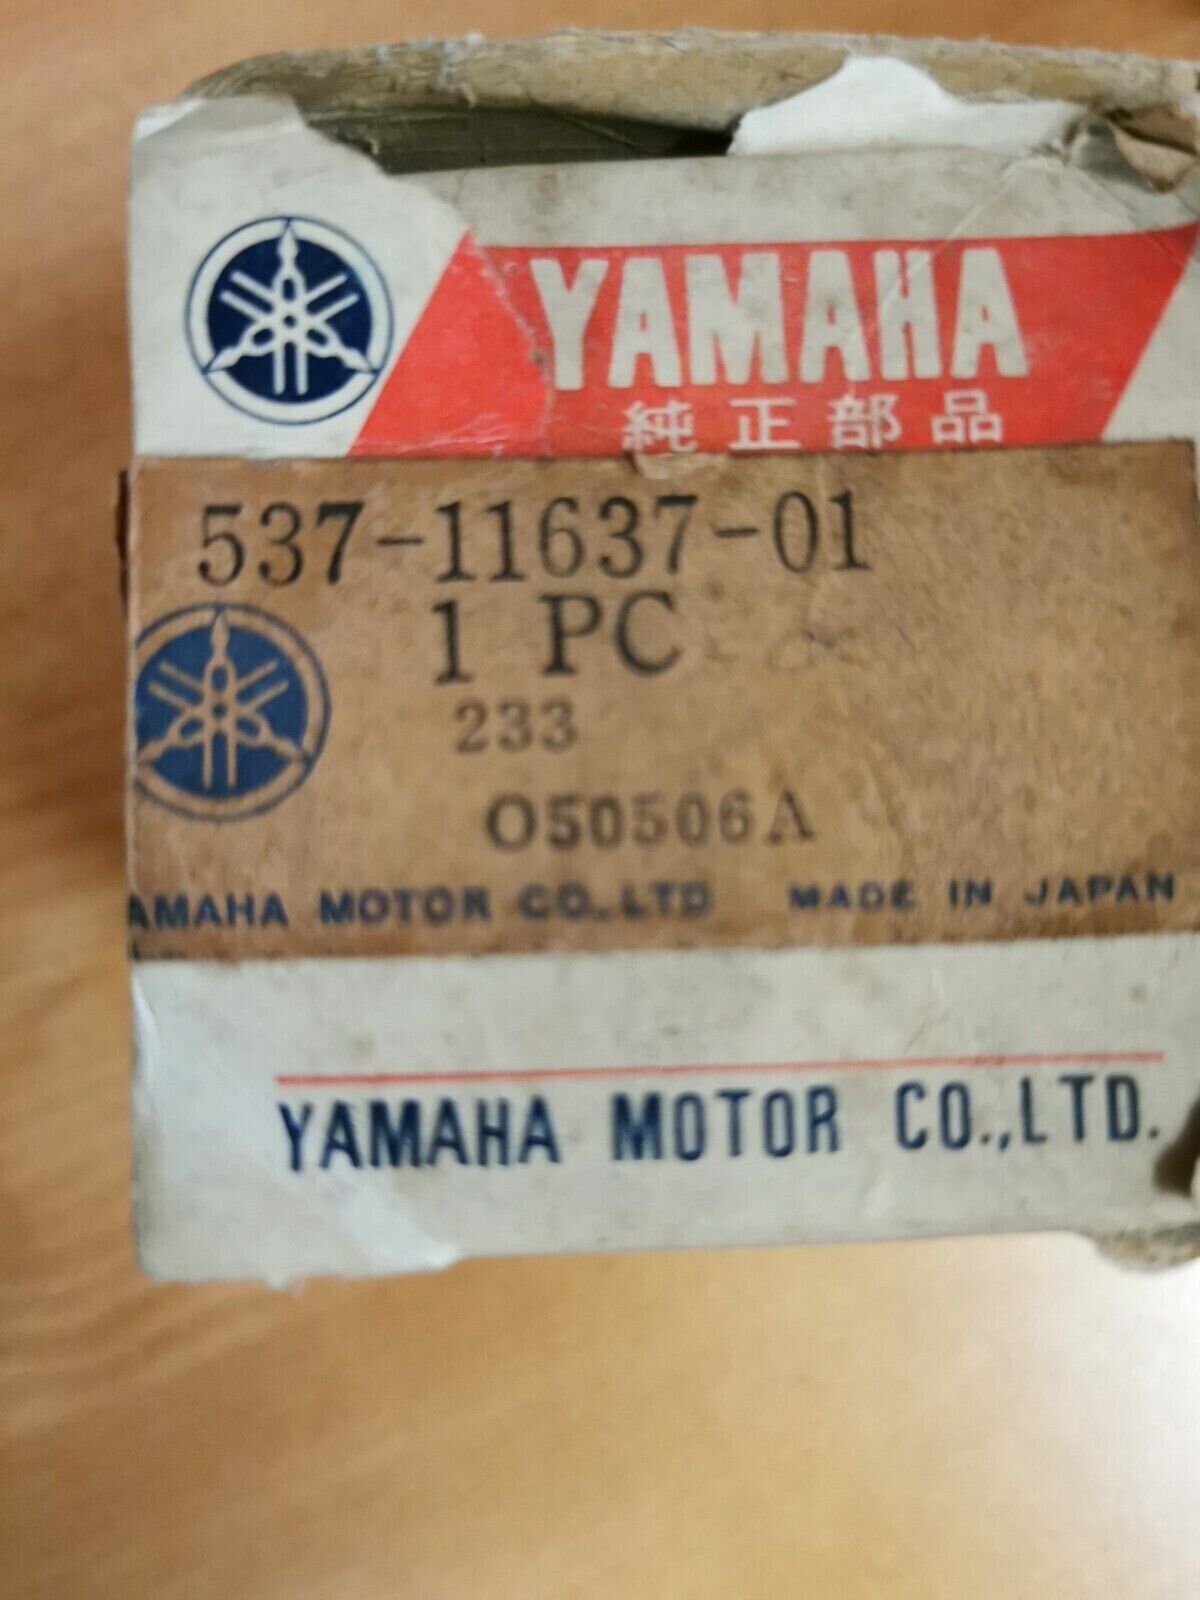 YAMAHA
純正部品
537-11637-01
1 PC
233
O50506A
AMAHA MOTOR CO.,LTD MADE IN JAPAN
YAMAHA MOTOR CO.,LTD.